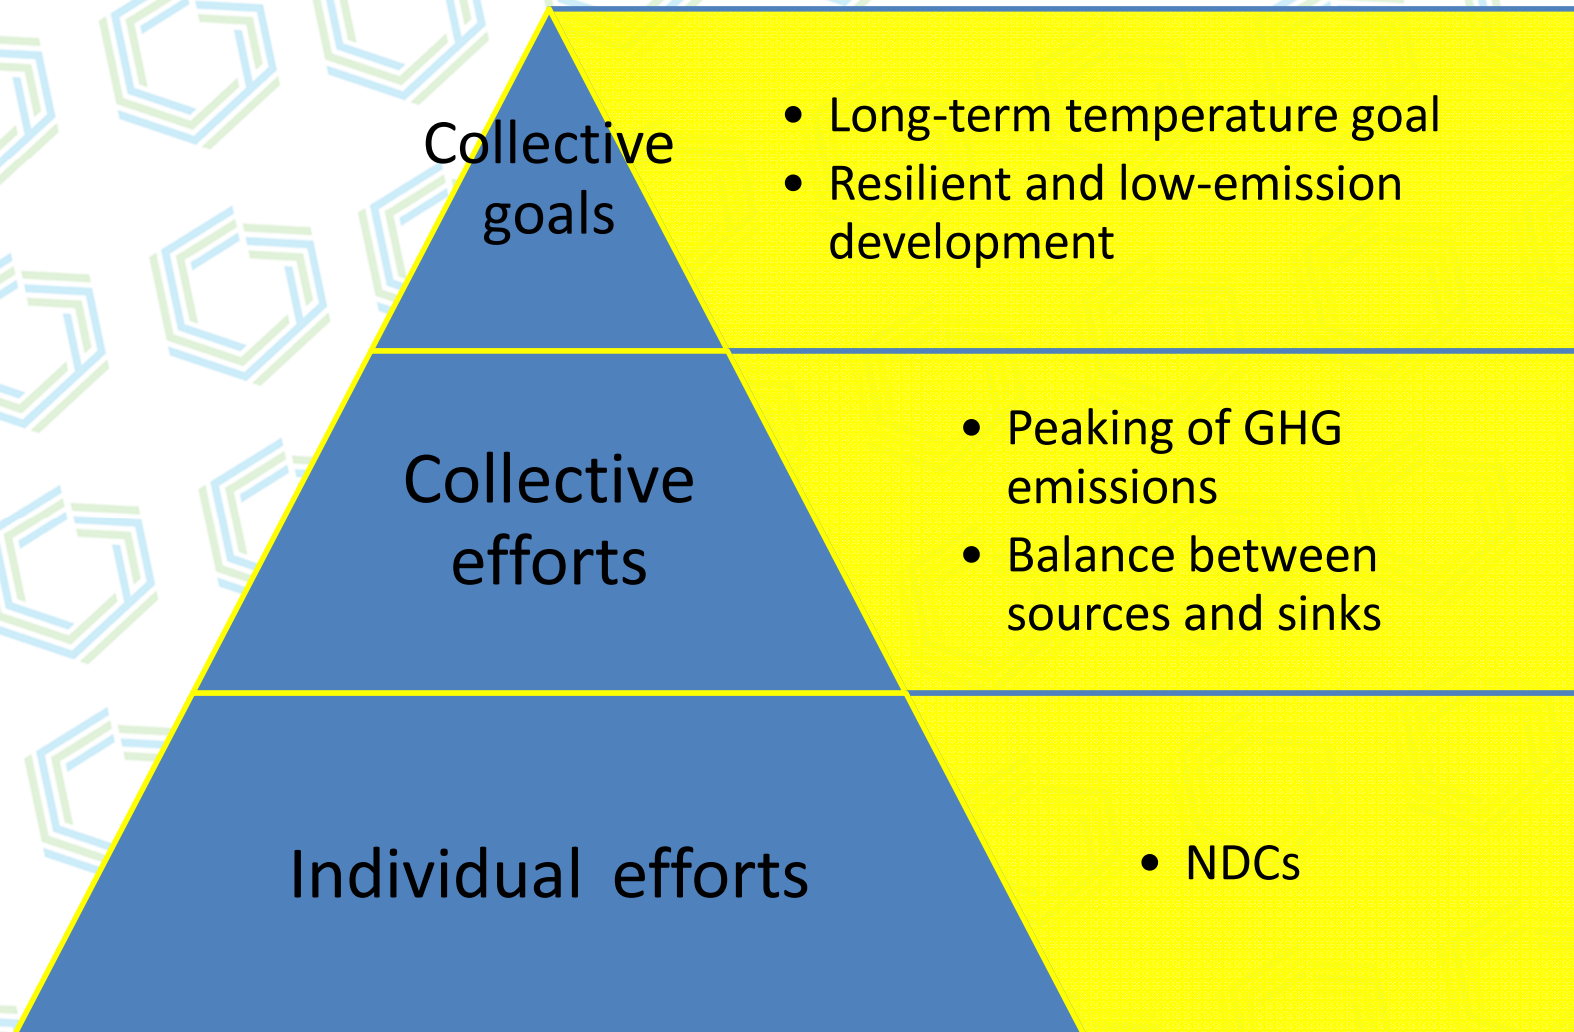 Collective
goals
• Long-term temperature goal
• Resilient and low-emission
development
Collective
efforts
• Peaking of GHG
emissions
• Balance between
sources and sinks
Individual efforts
• NDCs